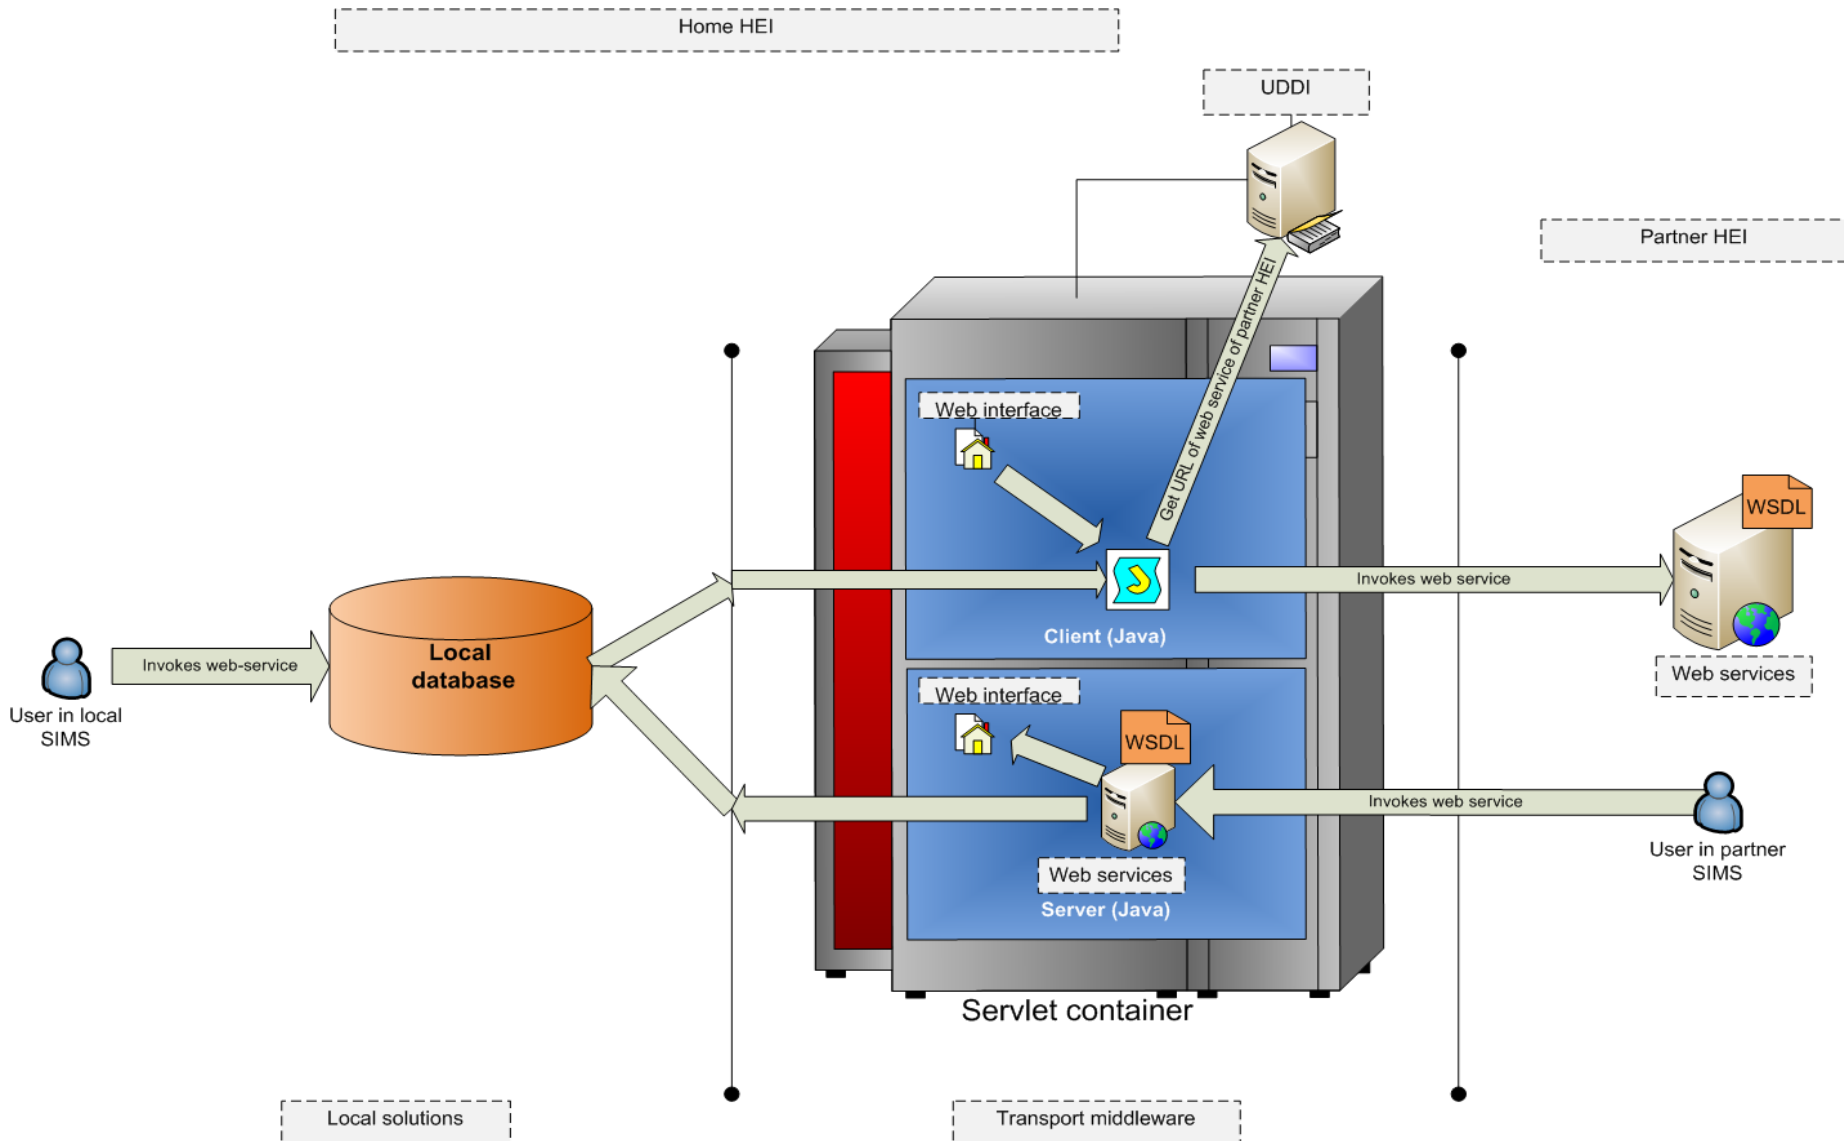 Home HEI
UDDI
Partner HEI
Get URL of web service of partner HEI
Web interface
WSDL
Invokes web service
Client (Java)
Local
database
Invokes web-service
User in local
SIMS
Web services
Web interface
WSDL
Invokes web service
User in partner
SIMS
Web services
Server (Java)
Servlet container
Local solutions
Transport middleware